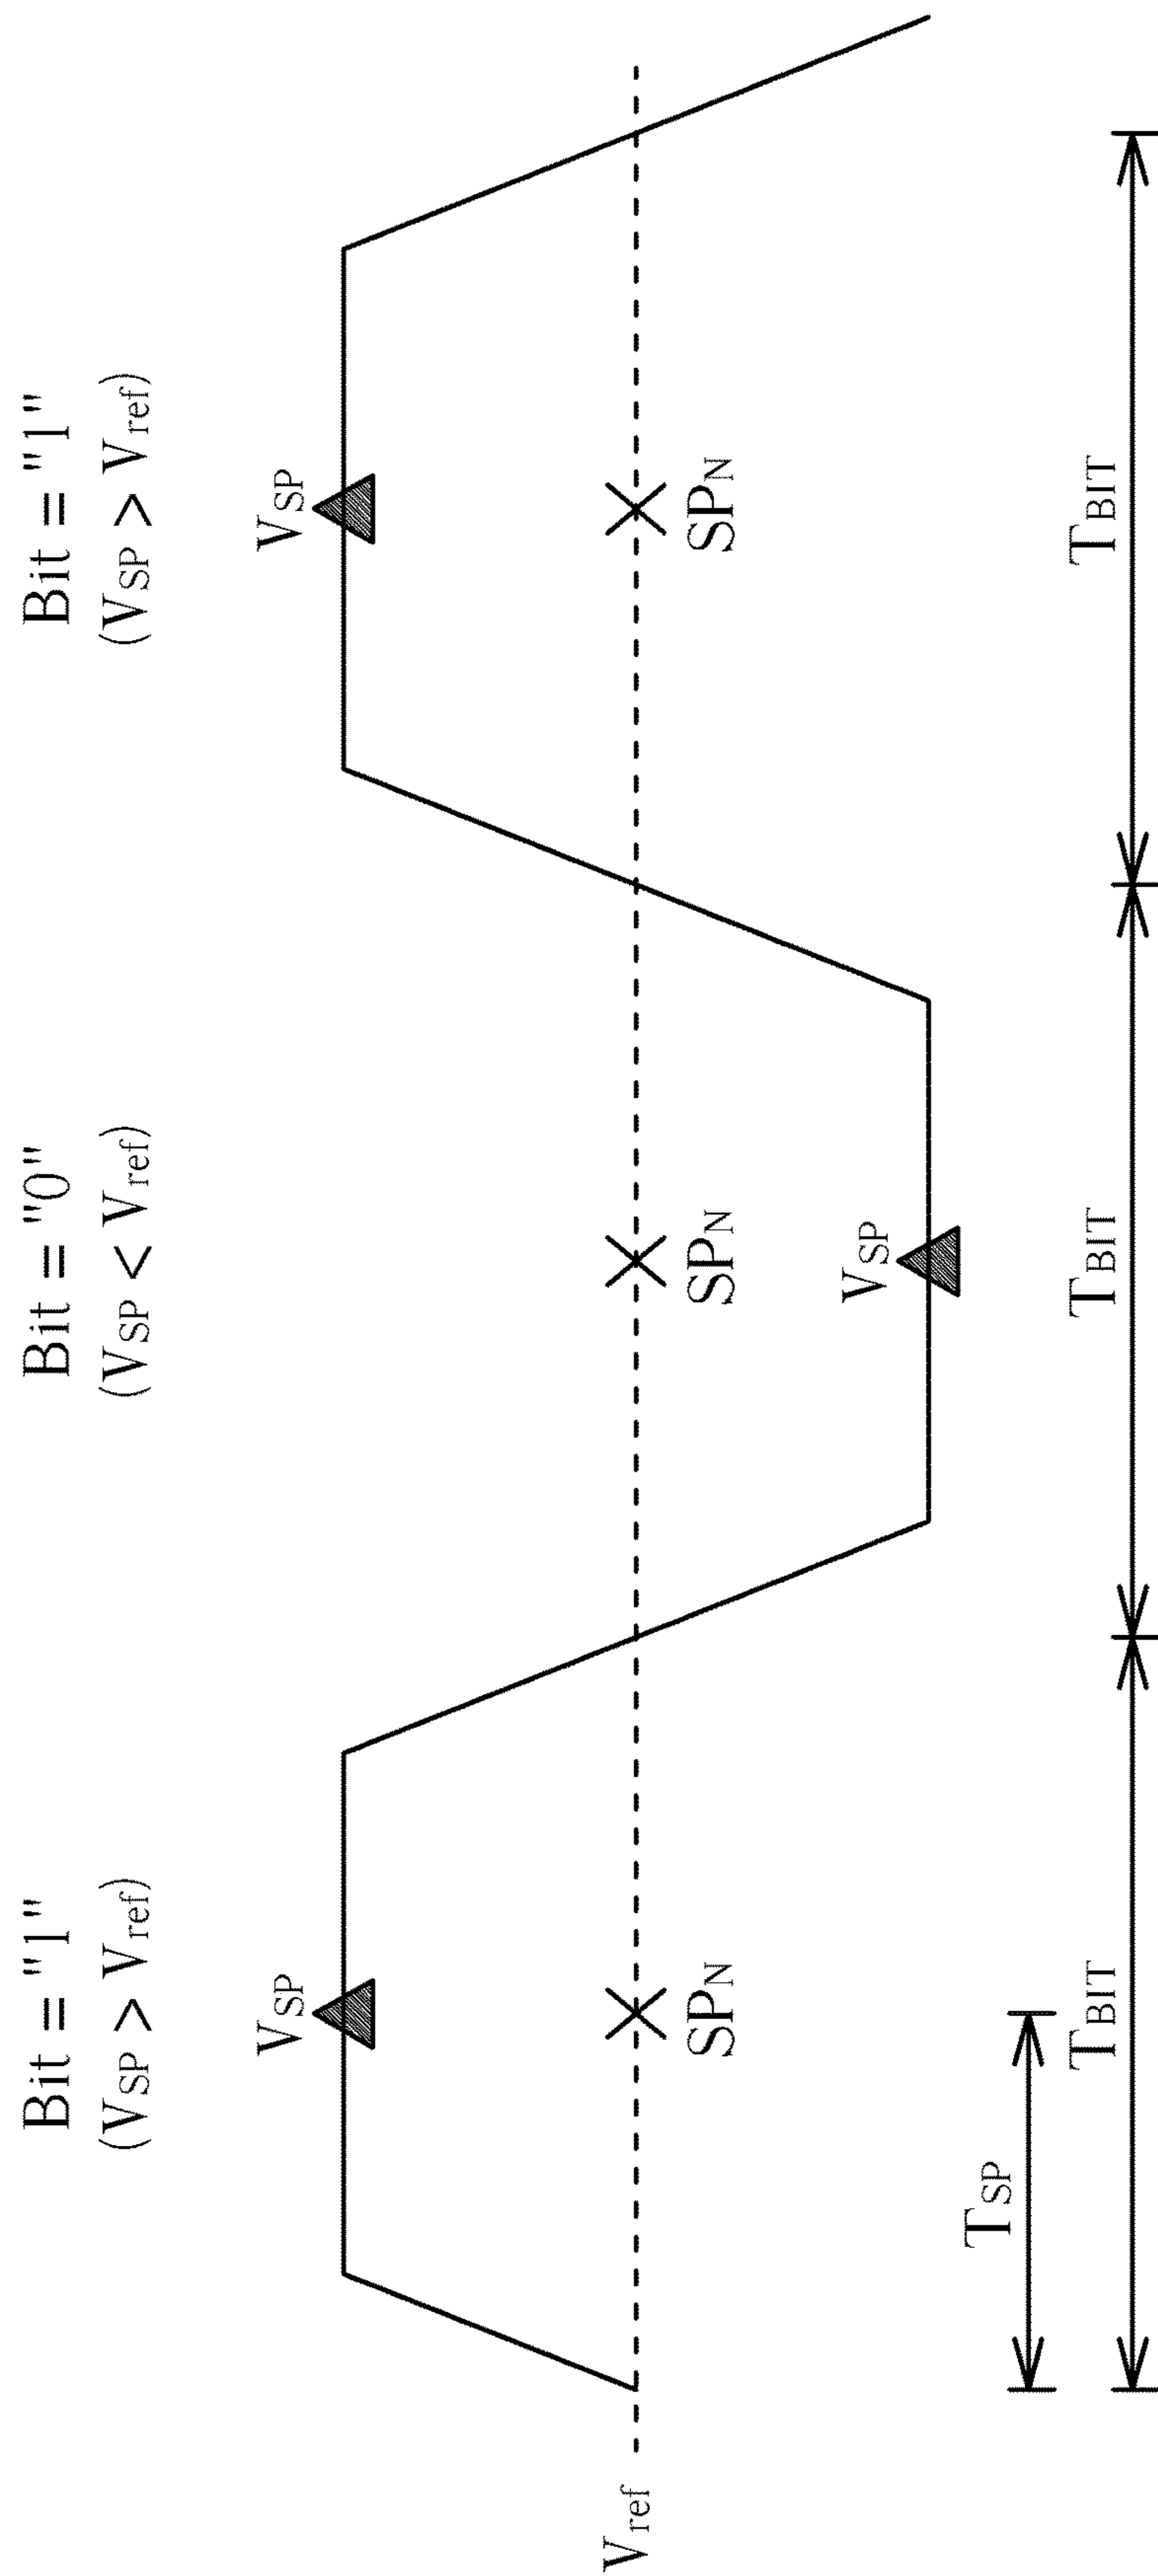 Bit = "1"
(VSP > Vref)
Bit = "0"
(VSP < Vref)
Bit = "1"
(VSP > Vref)
VSP
VSP
Vref
SPN
SPN
SPN
VSP
TSP
TBIT
TBIT
TBIT